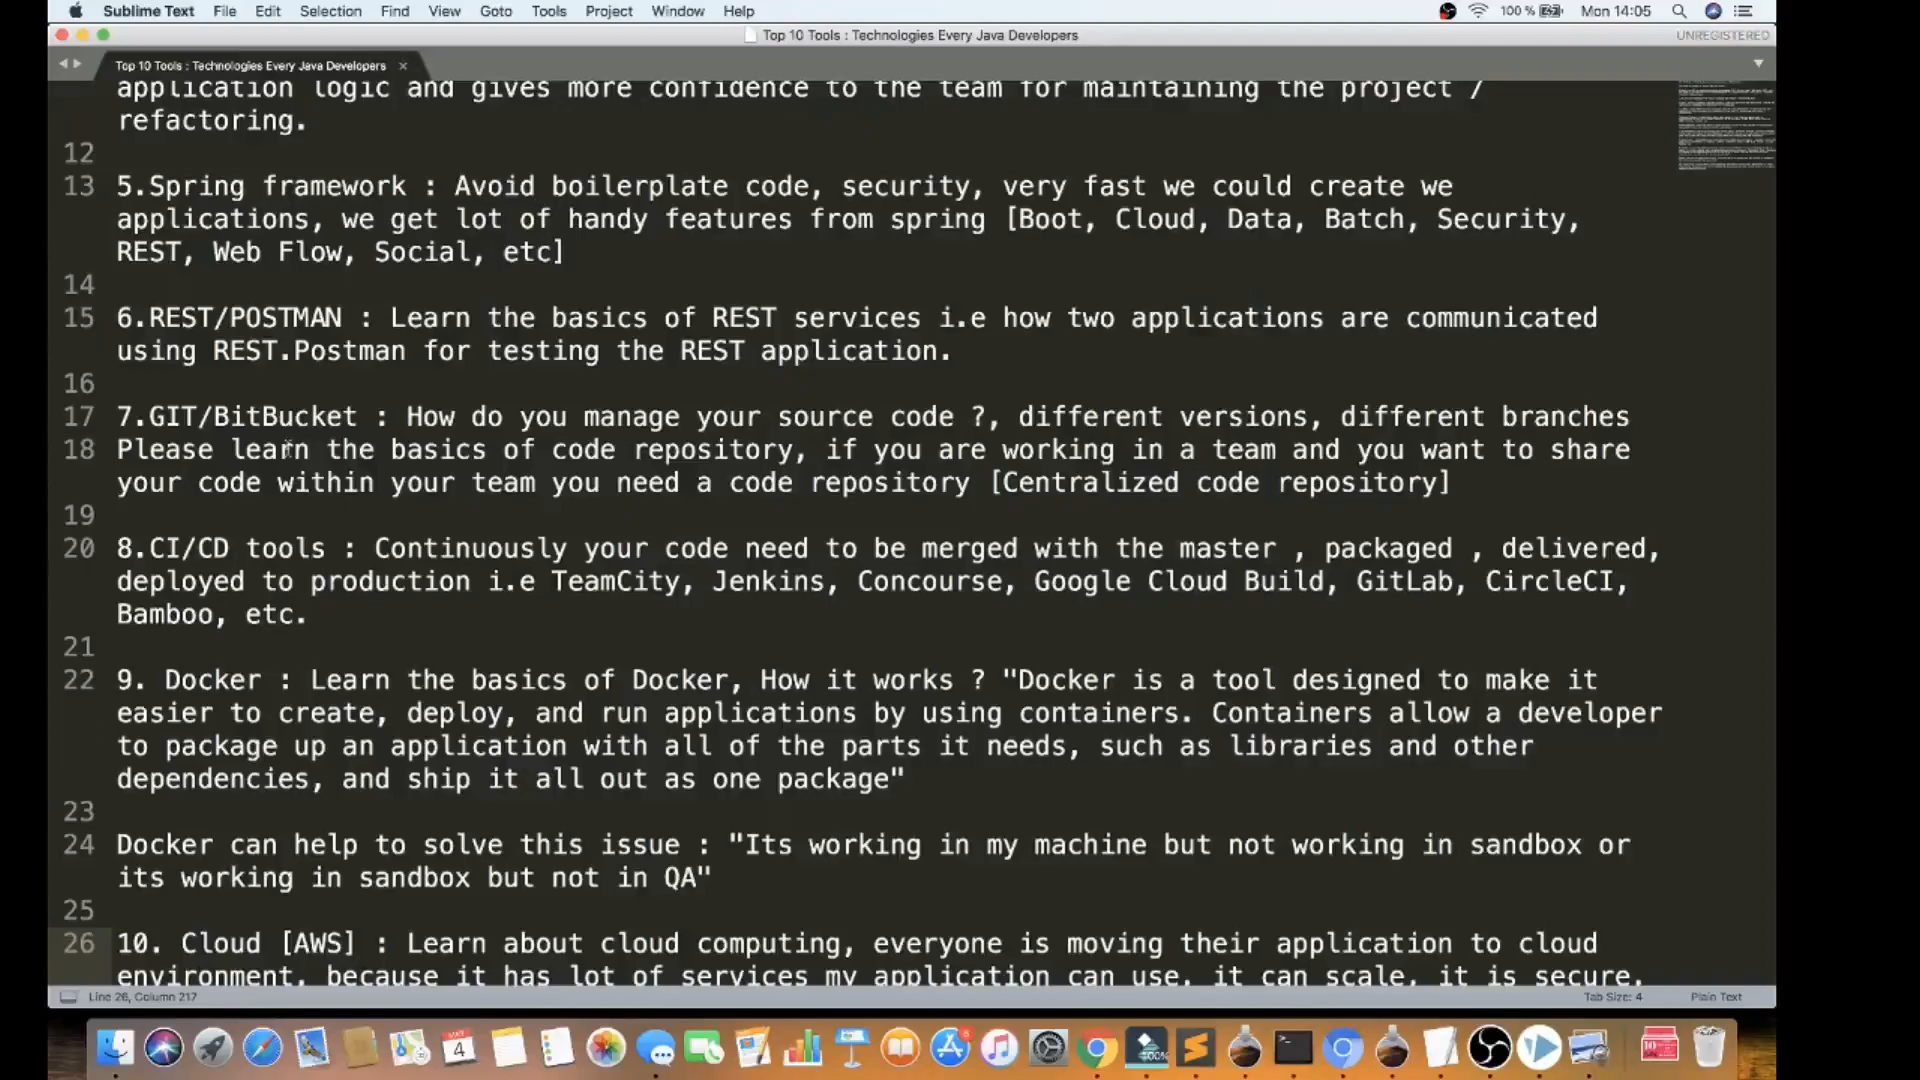 Sublime Text File Edit Selection Find View Goto Tools Project Window Help 100 % Mon 14:05
Top 10 Tools : Technologies Every Java Developers UNREGISTERED
Top 10 Tools : Technologies Every Java Developers ×
application logic and gives more confidence to the team for maintaining the project /
refactoring.
12
13 5.Spring framework : Avoid boilerplate code, security, very fast we could create we
applications, we get lot of handy features from spring [Boot, Cloud, Data, Batch, Security,
REST, Web Flow, Social, etc]
14
15 6.REST/POSTMAN : Learn the basics of REST services i.e how two applications are communicated
using REST.Postman for testing the REST application.
16
17 7.GIT/BitBucket : How do you manage your source code ?, different versions, different branches
18 Please learn the basics of code repository, if you are working in a team and you want to share
your code within your team you need a code repository [Centralized code repository]
19
20 8.CI/CD tools : Continuously your code need to be merged with the master , packaged , delivered,
deployed to production i.e TeamCity, Jenkins, Concourse, Google Cloud Build, GitLab, CircleCI,
Bamboo, etc.
21
22 9. Docker : Learn the basics of Docker, How it works ? "Docker is a tool designed to make it
easier to create, deploy, and run applications by using containers. Containers allow a developer
to package up an application with all of the parts it needs, such as libraries and other
dependencies, and ship it all out as one package"
23
24 Docker can help to solve this issue : "Its working in my machine but not working in sandbox or
its working in sandbox but not in QA"
25
26 10. Cloud [AWS] : Learn about cloud computing, everyone is moving their application to cloud
environment, because it has lot of services my application can use, it can scale, it is secure,
Line 26, Column 217 Tab Size: 4 Plain Text
MAY
4
100%